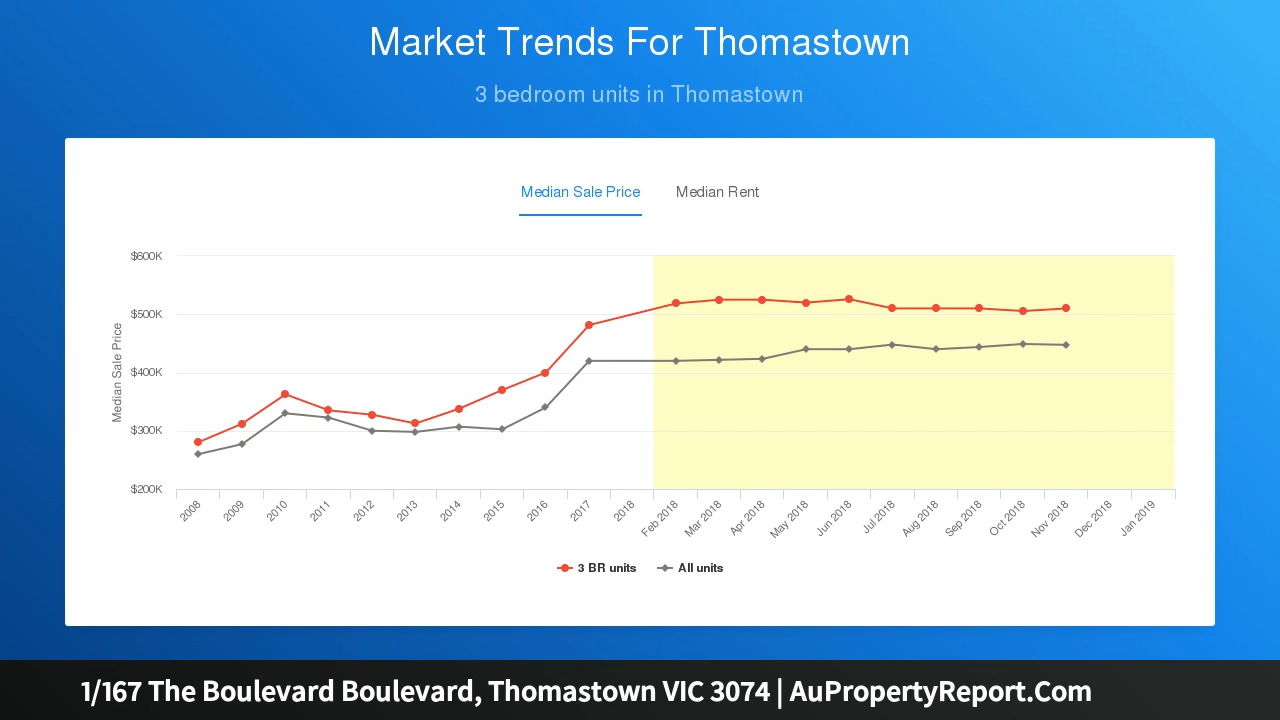 Market Trends For Thomastown
3 bedroom units in Thomastown
Median Sale Price Median Rent
Median Sale Price
$600K
$500K
$400K
$300K
$200K
2008 2009 2010 2011 2012 2013 2014 2015 2016 2017 2018 Feb 2018 Mar 2018 Apr 2018 May 2018 Jun 2018 Jul 2018 Aug 2018 Sep 2018 Oct 2018 Nov 2018 Dec 2018 Jan 2019
3 BR units All units
1/167 The Boulevard Boulevard, Thomastown VIC 3074 | AuPropertyReport.Com